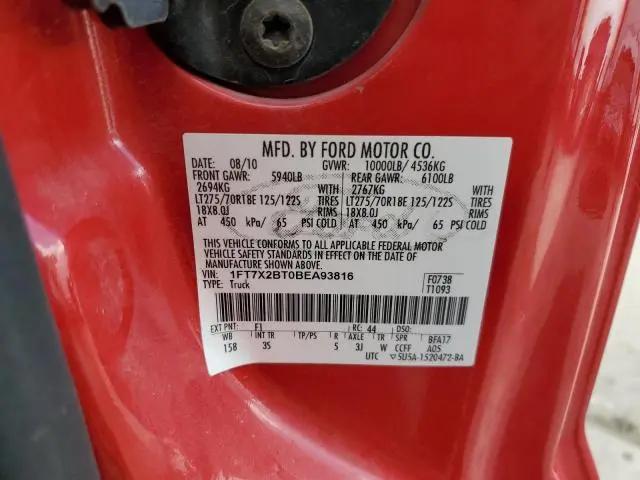 MFD. BY FORD MOTOR CO.
DATE: 08/10 GVWR: 10000LB/ 4536KG
FRONT GAWR: 5940LB REAR GAWR: 6100LB
2694KG WITH 2767KG WITH
LT275/70R18E 125/122S TIRES LT275/70R18E 125/122S TIRES
18X8.0J RIMS 18X8.0J RIMS
AT 450 kPa/ 65 PSI COLD AT 450 kPa/ 65 PSI COLD
THIS VEHICLE CONFORMS TO ALL APPLICABLE FEDERAL MOTOR
VEHICLE SAFETY STANDARDS IN EFFECT ON THE DATE OF
MANUFACTURE SHOWN ABOVE.
VIN: 1FT7X2BT0BEA93816 F0738
TYPE: Truck T1093
EXT PNT: F1 RC: 44 DSO:
WB INT TR TP/PS R AXLE TR SPR BFA17
158 3S 5 3J W CCFF A05
UTC 5U5A-1520472-BA